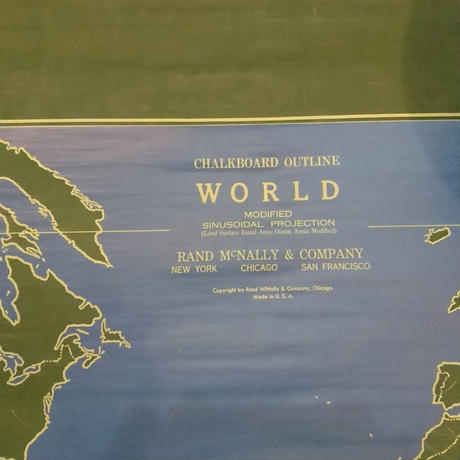 CHALKBOARD OUTLINE
WORLD
MODIFIED
SINUSOIDAL PROJECTION
(Land Surface Equal Area; Ocean Areas Modified)
RAND McNALLY & COMPANY
NEW YORK CHICAGO SAN FRANCISCO
Copyright by Rand McNally & Company, Chicago.
Made in U. S. A.